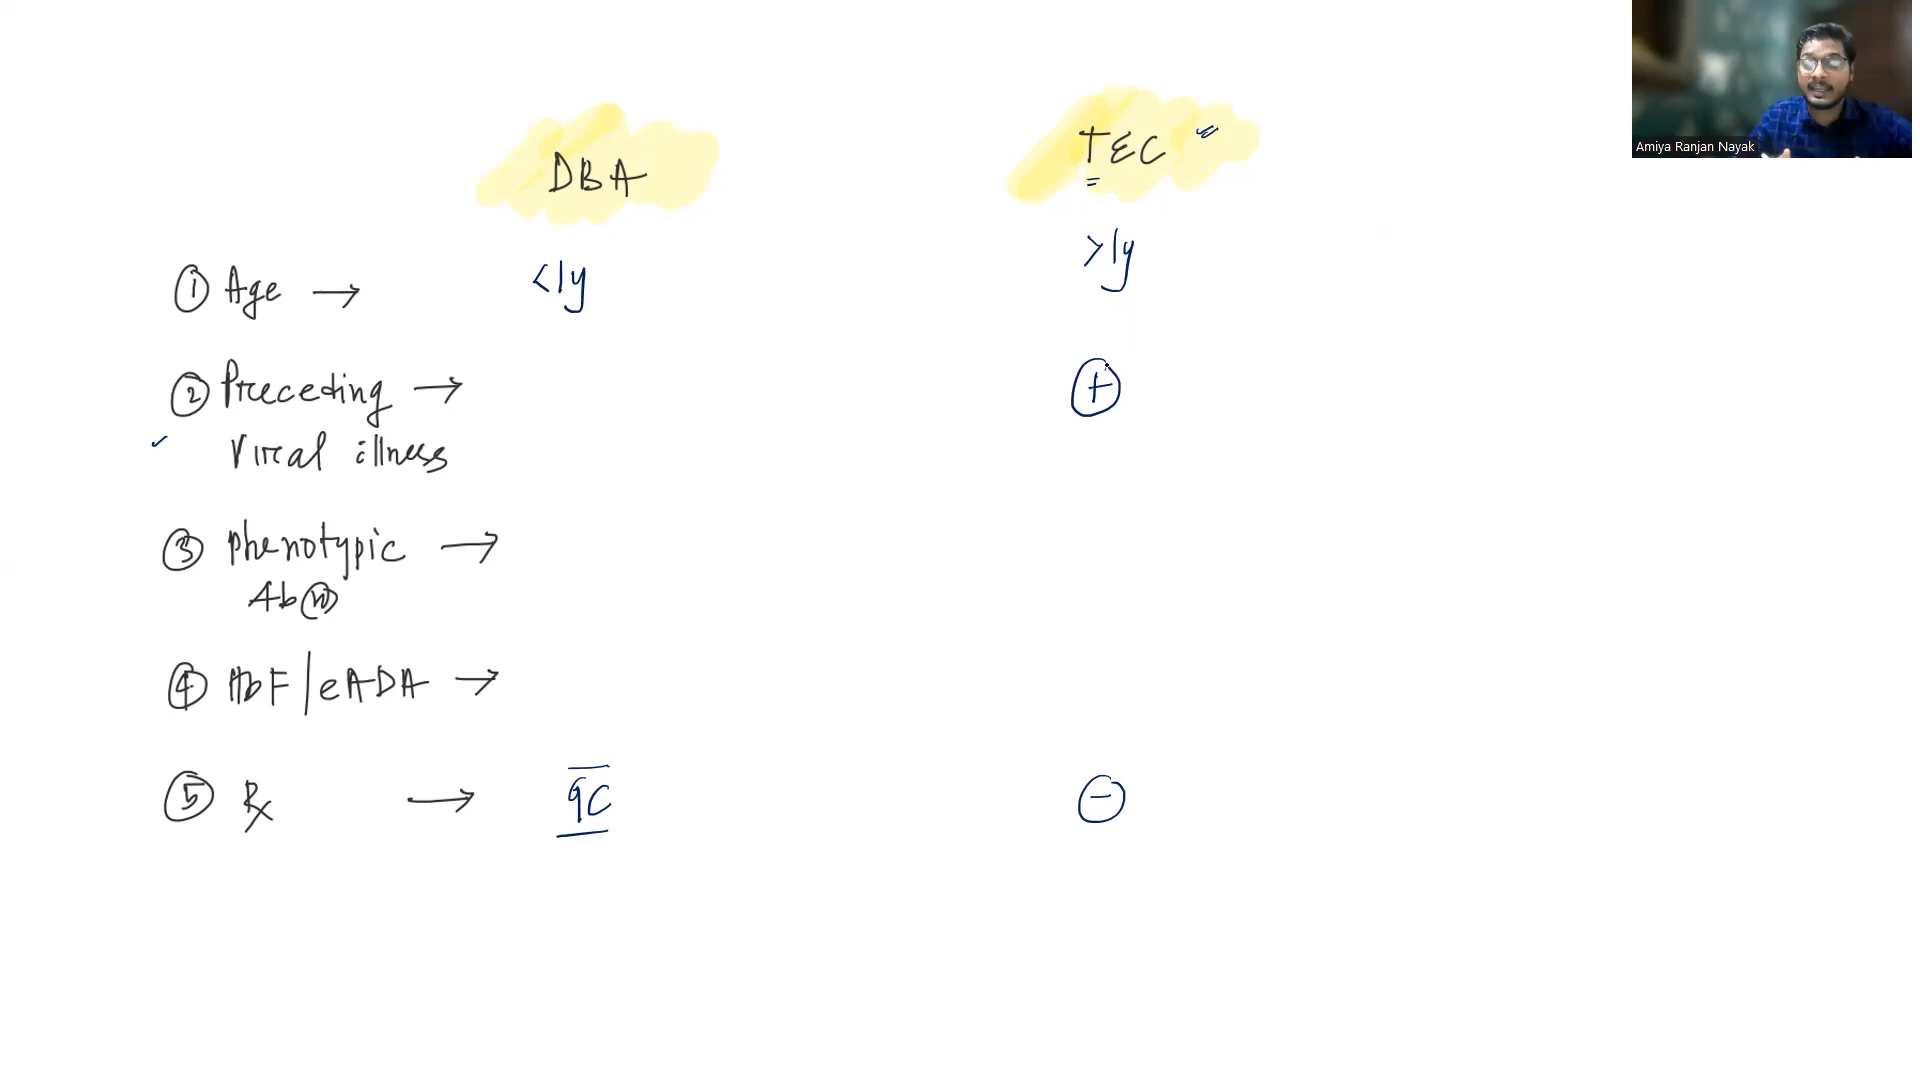 DBA TEC
Amiya Ranjan Nayak
① Age → <1y >1y
② Preceding → ⊕
Viral illness
③ Phenotypic →
Ab(N)
④ HbF/eADA →
⑤ Rx → ⊖